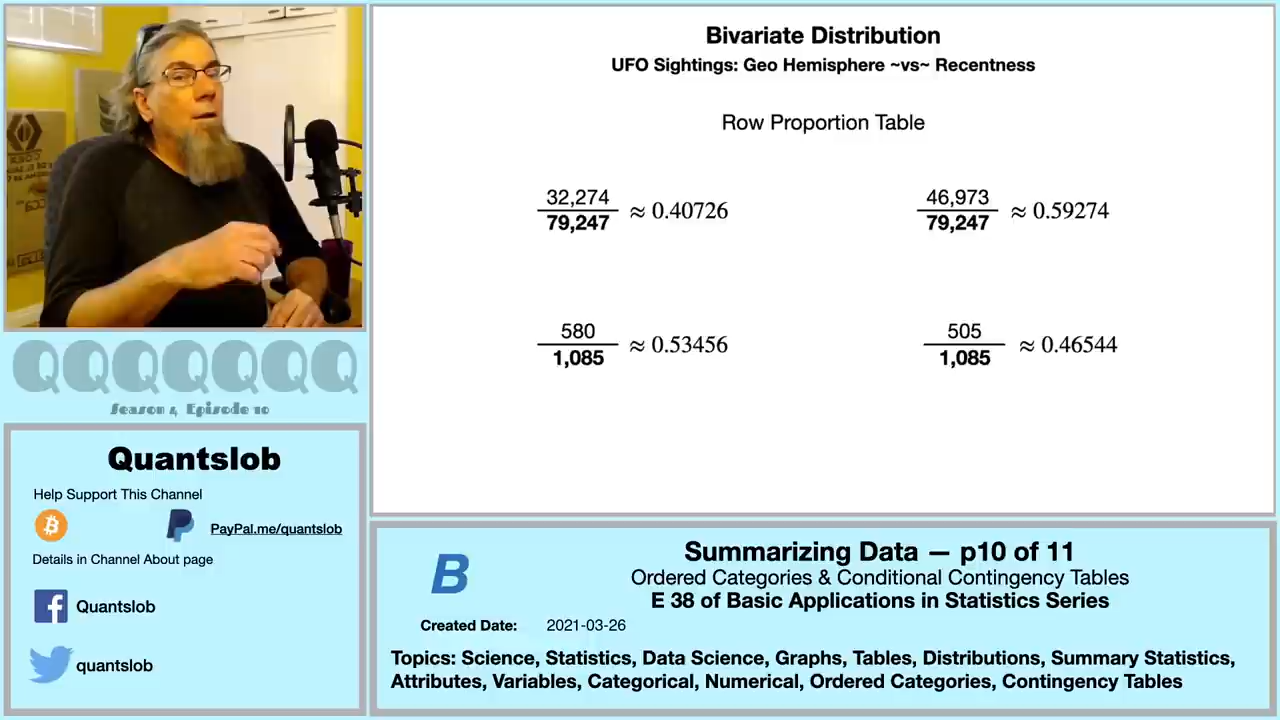 Bivariate Distribution
UFO Sightings: Geo Hemisphere ~vs~ Recentness
Row Proportion Table
32,274
79,247
≈ 0.40726
46,973
79,247
≈ 0.59274
580
1,085
≈ 0.53456
505
1,085
≈ 0.46544
QQQQQQQ
Season 4, Episode 10
Quantslob
Help Support This Channel
PayPal.me/quantslob
Details in Channel About page
Quantslob
quantslob
B
Summarizing Data — p10 of 11
Ordered Categories & Conditional Contingency Tables
E 38 of Basic Applications in Statistics Series
Created Date: 2021-03-26
Topics: Science, Statistics, Data Science, Graphs, Tables, Distributions, Summary Statistics,
Attributes, Variables, Categorical, Numerical, Ordered Categories, Contingency Tables